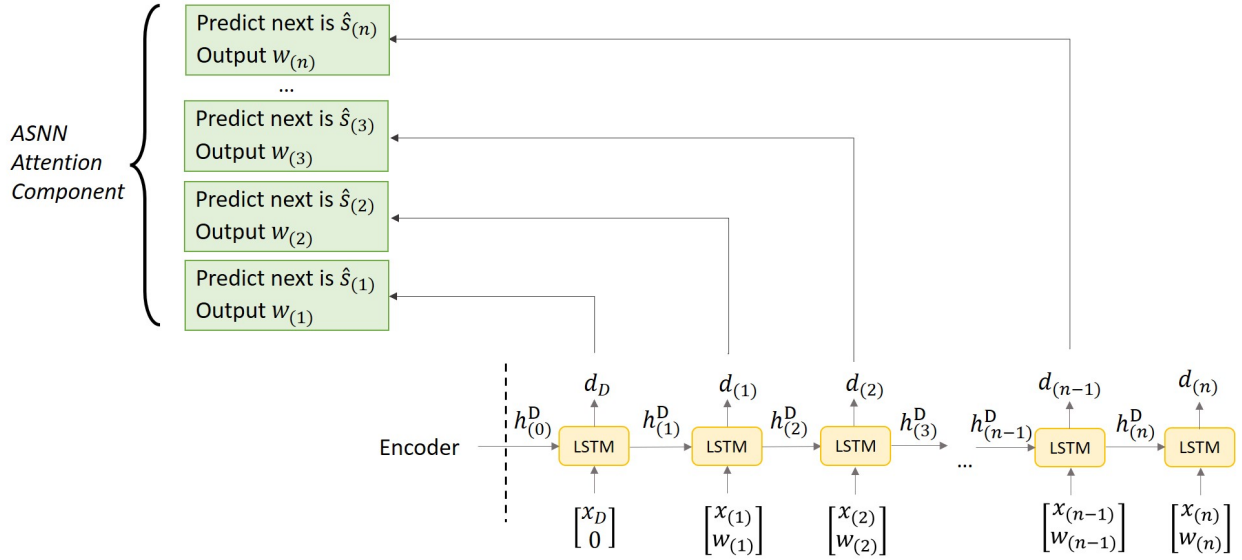 Predict next is ŝ₍ₙ₎
Output w₍ₙ₎
...
Predict next is ŝ₍₃₎
Output w₍₃₎
Predict next is ŝ₍₂₎
Output w₍₂₎
Predict next is ŝ₍₁₎
Output w₍₁₎
ASNN
Attention
Component
d_D d₍₁₎ d₍₂₎ d₍ₙ₋₁₎ d₍ₙ₎
h₍₀₎ᴰ h₍₁₎ᴰ h₍₂₎ᴰ h₍₃₎ᴰ h₍ₙ₋₁₎ᴰ h₍ₙ₎ᴰ
Encoder LSTM LSTM LSTM ... LSTM LSTM
x_D x₍₁₎ x₍₂₎ x₍ₙ₋₁₎ x₍ₙ₎
0 w₍₁₎ w₍₂₎ w₍ₙ₋₁₎ w₍ₙ₎